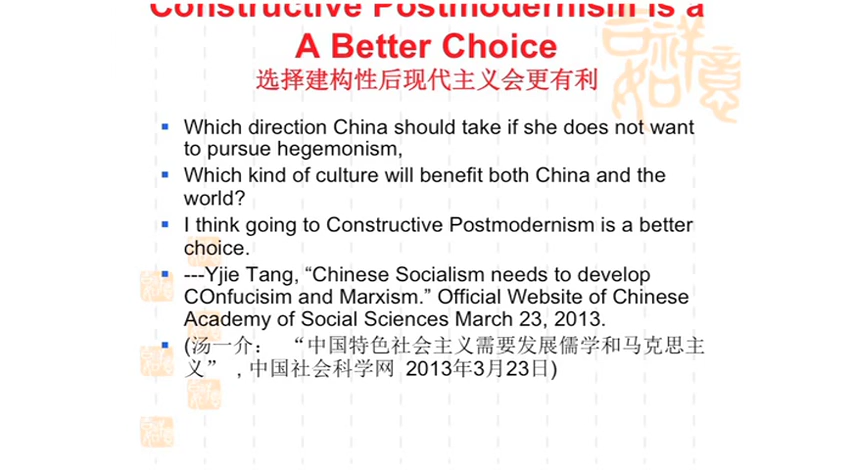 Constructive Postmodernism is a
A Better Choice
选择建构性后现代主义会更有利
Which direction China should take if she does not want
to pursue hegemonism,
Which kind of culture will benefit both China and the
world?
I think going to Constructive Postmodernism is a better
choice.
---Yjie Tang, “Chinese Socialism needs to develop
COnfucisim and Marxism.” Official Website of Chinese
Academy of Social Sciences March 23, 2013.
(汤一介： “中国特色社会主义需要发展儒学和马克思主
义” , 中国社会科学网 2013年3月23日)